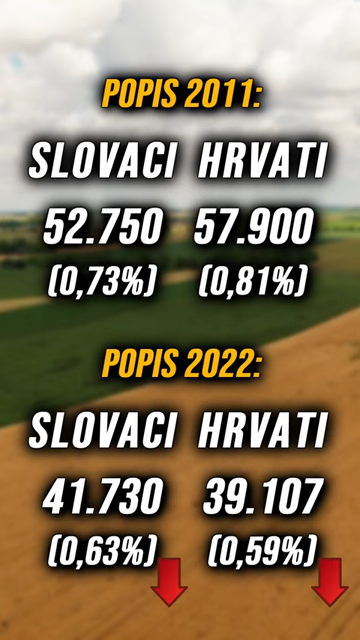 POPIS 2011:
SLOVACI HRVATI
52.750 57.900
(0,73%) (0,81%)
POPIS 2022:
SLOVACI HRVATI
41.730 39.107
(0,63%) (0,59%)